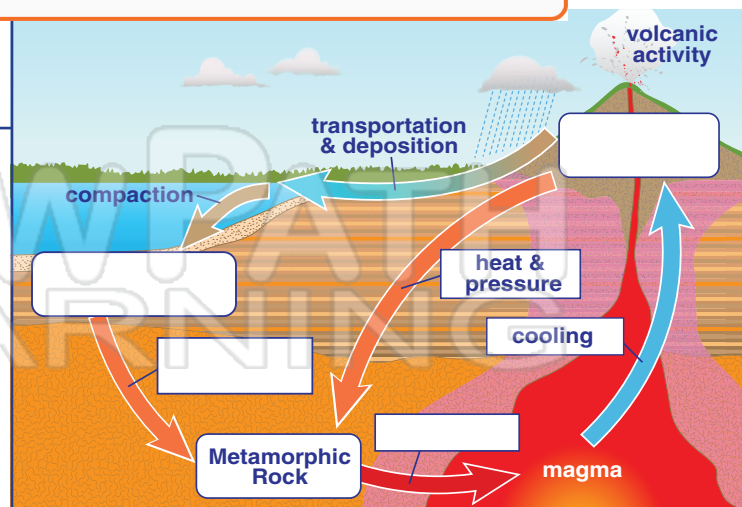 volcanic
activity
transportation
& deposition
compaction
heat &
pressure
cooling
Metamorphic
Rock
magma